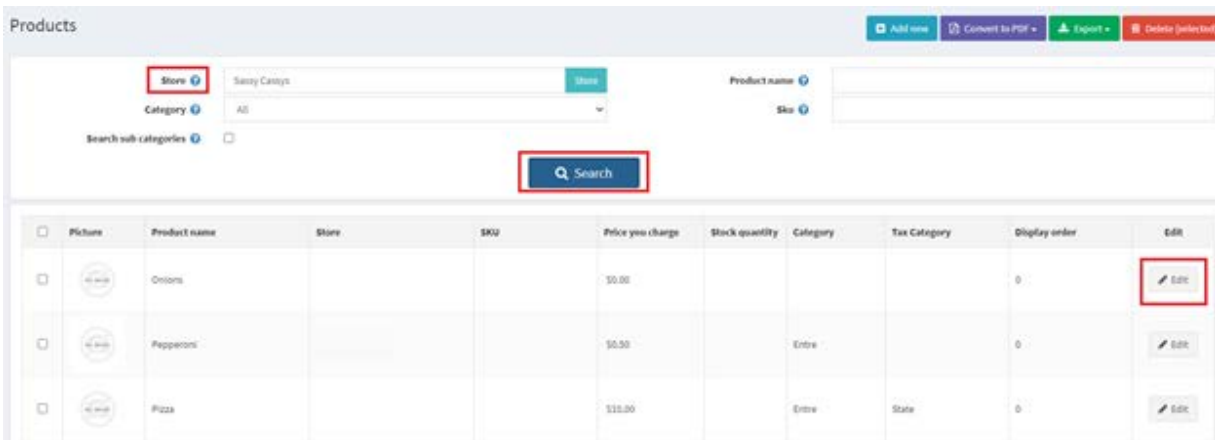 Products
Add new Convert to PDF Export Delete (selected
Store Sassy Cassys Store Product name
Category All Sku
Search sub categories
Search
Picture Product name Store SKU Price you charge Stock quantity Category Tax Category Display order Edit
Onions $0.00 0 Edit
Pepperoni $0.50 Entre 0 Edit
Pizza $10.00 Entre State 0 Edit